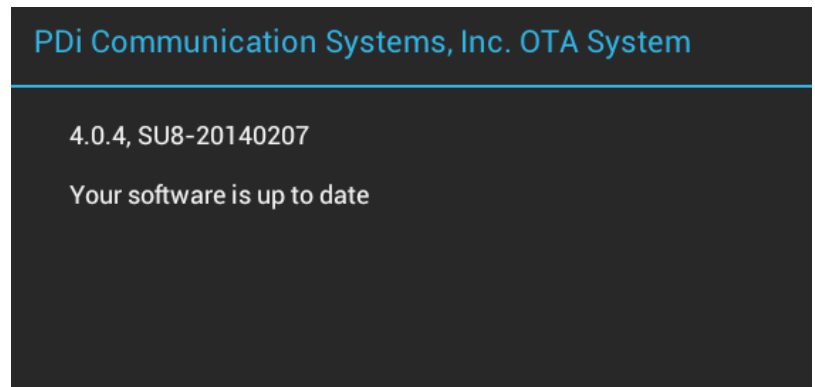 PDi Communication Systems, Inc. OTA System
4.0.4, SU8-20140207
Your software is up to date